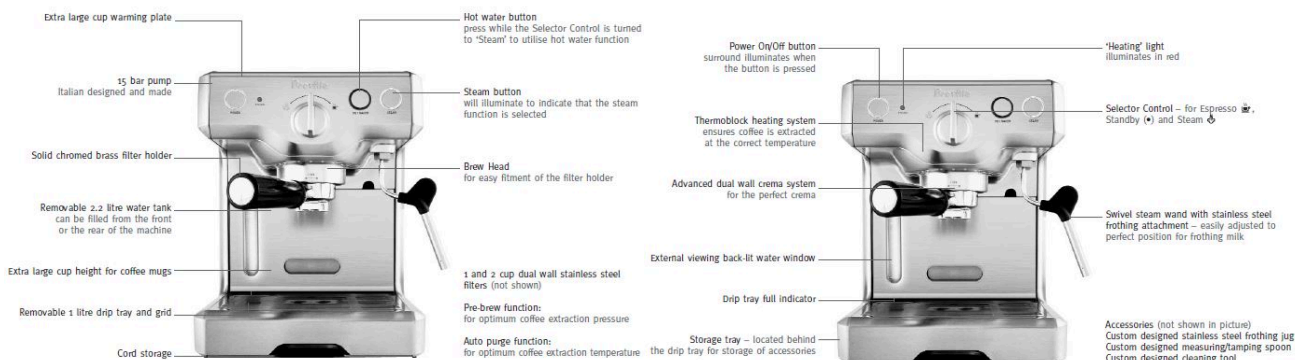 Extra large cup warming plate
15 bar pump
Italian designed and made
Solid chromed brass filter holder
Removable 2.2 litre water tank
can be filled from the front
or the rear of the machine
Extra large cup height for coffee mugs
Removable 1 litre drip tray and grid
Cord storage
Hot water button
press while the Selector Control is turned
to 'Steam' to utilise hot water function
Steam button
will illuminate to indicate that the steam
function is selected
Brew Head
for easy fitment of the filter holder
1 and 2 cup dual wall stainless steel
filters (not shown)
Pre-brew function:
for optimum coffee extraction pressure
Auto purge function:
for optimum coffee extraction temperature
Breville
POWER
STEAM
Power On/Off button
surround illuminates when
the button is pressed
Thermoblock heating system
ensures coffee is extracted
at the correct temperature
Advanced dual wall crema system
for the perfect crema
External viewing back-lit water window
Drip tray full indicator
Storage tray – located behind
the drip tray for storage of accessories
'Heating' light
illuminates in red
Selector Control – for Espresso ,
Standby (•) and Steam
Swivel steam wand with stainless steel
frothing attachment – easily adjusted to
perfect position for frothing milk
Accessories (not shown in picture)
Custom designed stainless steel frothing jug
Custom designed measuring/tamping spoon
Custom designed cleaning tool
Breville
POWER
STEAM